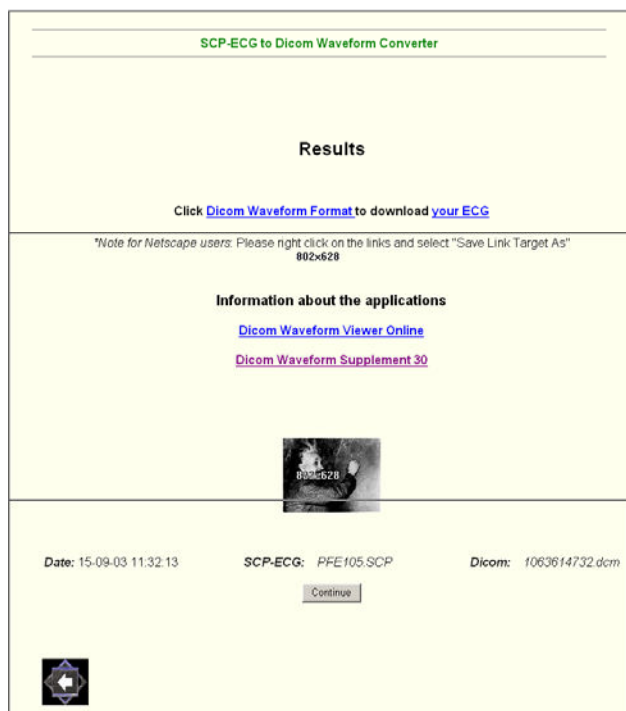 SCP-ECG to Dicom Waveform Converter
Results
Click Dicom Waveform Format to download your ECG
"Note for Netscape users: Please right click on the links and select "Save Link Target As"
802x628
Information about the applications
Dicom Waveform Viewer Online
Dicom Waveform Supplement 30
802x628
Date: 15-09-03 11:32:13 SCP-ECG: PFE105.SCP Dicom: 1063614732.dcm
Continue